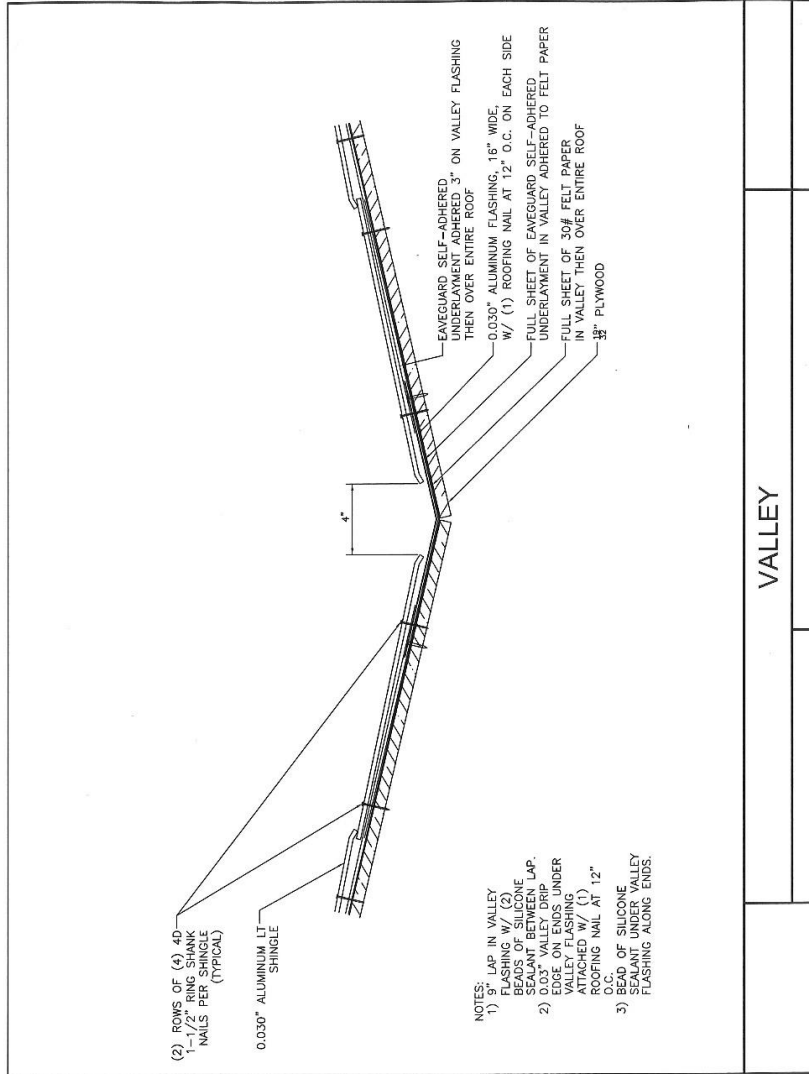 (2) ROWS OF (4) 4D
1-1/2" RING SHANK
NAILS PER SHINGLE
(TYPICAL)
0.030" ALUMINUM LT
SHINGLE
4"
EAVEGUARD SELF-ADHERED
UNDERLAYMENT ADHERED 3" ON VALLEY FLASHING
THEN OVER ENTIRE ROOF
0.030" ALUMINUM FLASHING, 16" WIDE,
W/ (1) ROOFING NAIL AT 12" O.C. ON EACH SIDE
FULL SHEET OF EAVEGUARD SELF-ADHERED
UNDERLAYMENT IN VALLEY ADHERED TO FELT PAPER
FULL SHEET OF 30# FELT PAPER
IN VALLEY THEN OVER ENTIRE ROOF
PLYWOOD
NOTES:
1) 9" LAP IN VALLEY
FLASHING W/ (2)
BEADS OF SILICONE
SEALANT BETWEEN LAP.
2) 0.03" VALLEY DRIP
EDGE ON ENDS UNDER
VALLEY FLASHING
ATTACHED W/ (1)
ROOFING NAIL AT 12"
O.C.
3) BEAD OF SILICONE
SEALANT UNDER VALLEY
FLASHING ALONG ENDS.
VALLEY